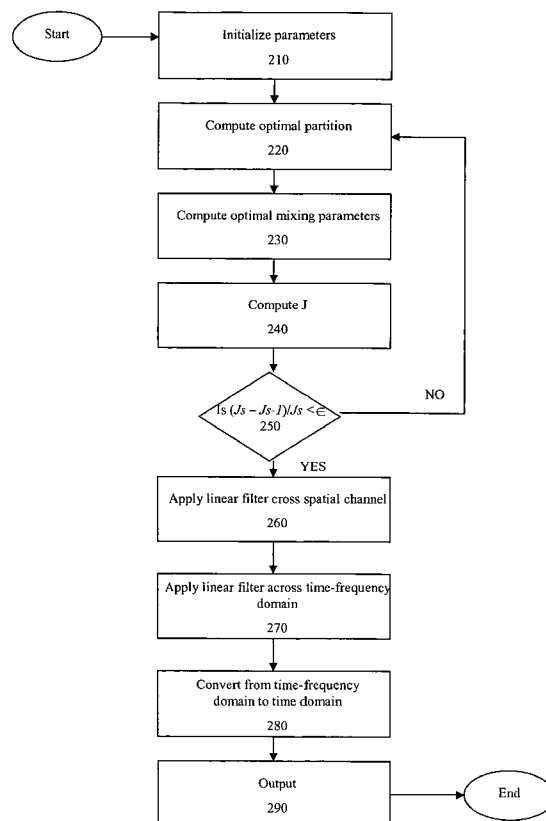 Start
Initialize parameters
210
Compute optimal partition
220
Compute optimal mixing parameters
230
Compute J
240
Is (Js – Js-1)/Js <∈
250
NO
YES
Apply linear filter cross spatial channel
260
Apply linear filter across time-frequency
domain
270
Convert from time-frequency
domain to time domain
280
Output
290
End